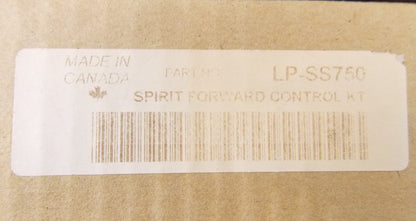 MADE IN
CANADA
PART NO. LP-SS750
SPIRIT FORWARD CONTROL KT